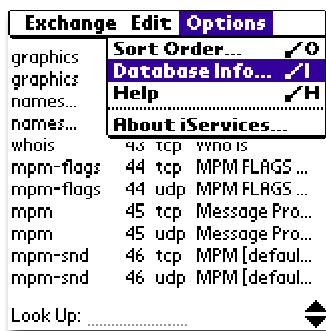 Exchange Edit Options
Sort Order... /O
Database Info... /I
Help /H
About iServices...
graphics
graphics
names...
names...
whois 43 tcp Who is
mpm-flags 44 tcp MPM FLAGS ...
mpm-flags 44 udp MPM FLAGS ...
mpm 45 tcp Message Pro...
mpm 45 udp Message Pro...
mpm-snd 46 tcp MPM [defaul...
mpm-snd 46 udp MPM [defaul...
Look Up: